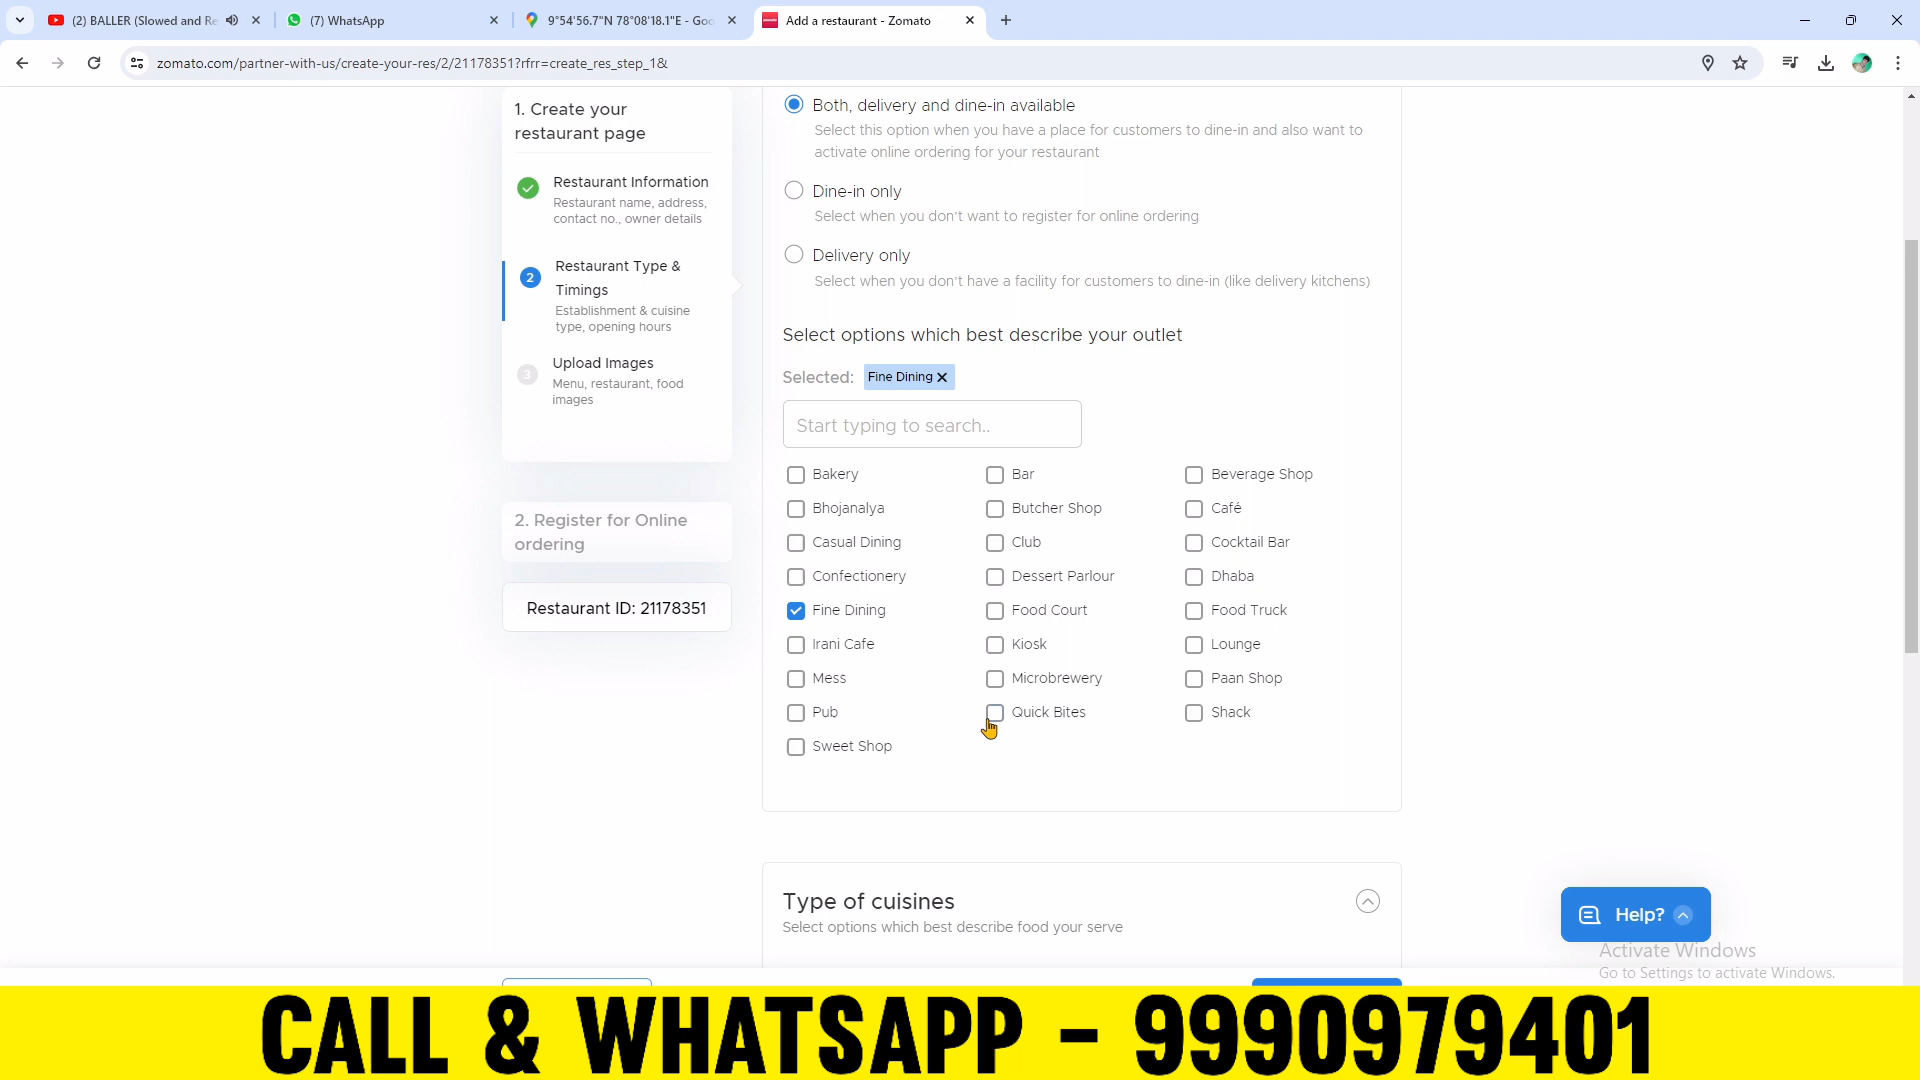 (2) BALLER (Slowed and Re
(7) WhatsApp
9°54'56.7"N 78°08'18.1"E - Goo
Add a restaurant - Zomato
zomato.com/partner-with-us/create-your-res/2/21178351?rfrr=create_res_step_1&
1. Create your
restaurant page
Restaurant Information
Restaurant name, address,
contact no., owner details
2
Restaurant Type &
Timings
Establishment & cuisine
type, opening hours
3
Upload Images
Menu, restaurant, food
images
2. Register for Online
ordering
Restaurant ID: 21178351
Both, delivery and dine-in available
Select this option when you have a place for customers to dine-in and also want to
activate online ordering for your restaurant
Dine-in only
Select when you don't want to register for online ordering
Delivery only
Select when you don't have a facility for customers to dine-in (like delivery kitchens)
Select options which best describe your outlet
Selected: Fine Dining
Start typing to search..
Bakery Bar Beverage Shop
Bhojanalya Butcher Shop Café
Casual Dining Club Cocktail Bar
Confectionery Dessert Parlour Dhaba
Fine Dining Food Court Food Truck
Irani Cafe Kiosk Lounge
Mess Microbrewery Paan Shop
Pub Quick Bites Shack
Sweet Shop
Type of cuisines
Select options which best describe food your serve
Help?
Activate Windows
Go to Settings to activate Windows.
CALL & WHATSAPP - 9990979401